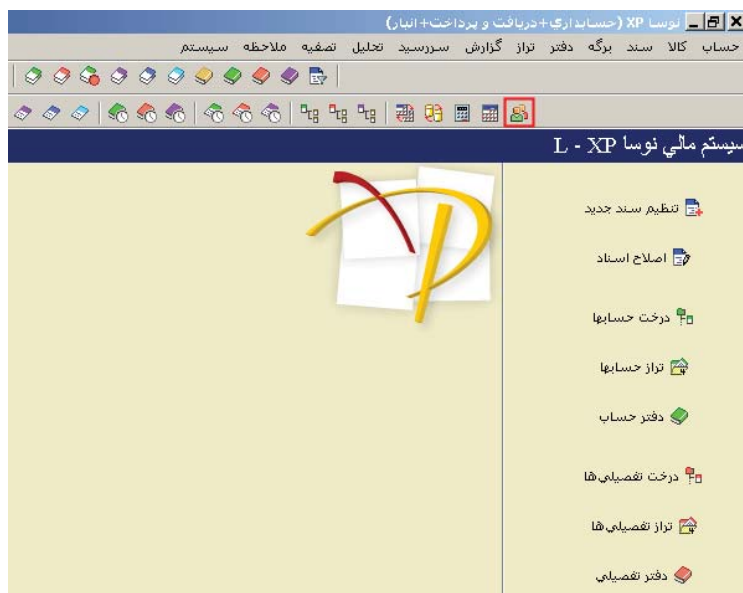 نوسا XP (حسابداري+دريافت و پرداخت+انبار)
حساب کالا سند برگه دفتر تراز گزارش سررسيد تحليل تصفيه ملاحظه سيستم
سيستم مالي نوسا L - XP
تنظيم سند جديد
اصلاح اسناد
درخت حسابها
تراز حسابها
دفتر حساب
درخت تفصيلي‌ها
تراز تفصيلي‌ها
دفتر تفصيلي